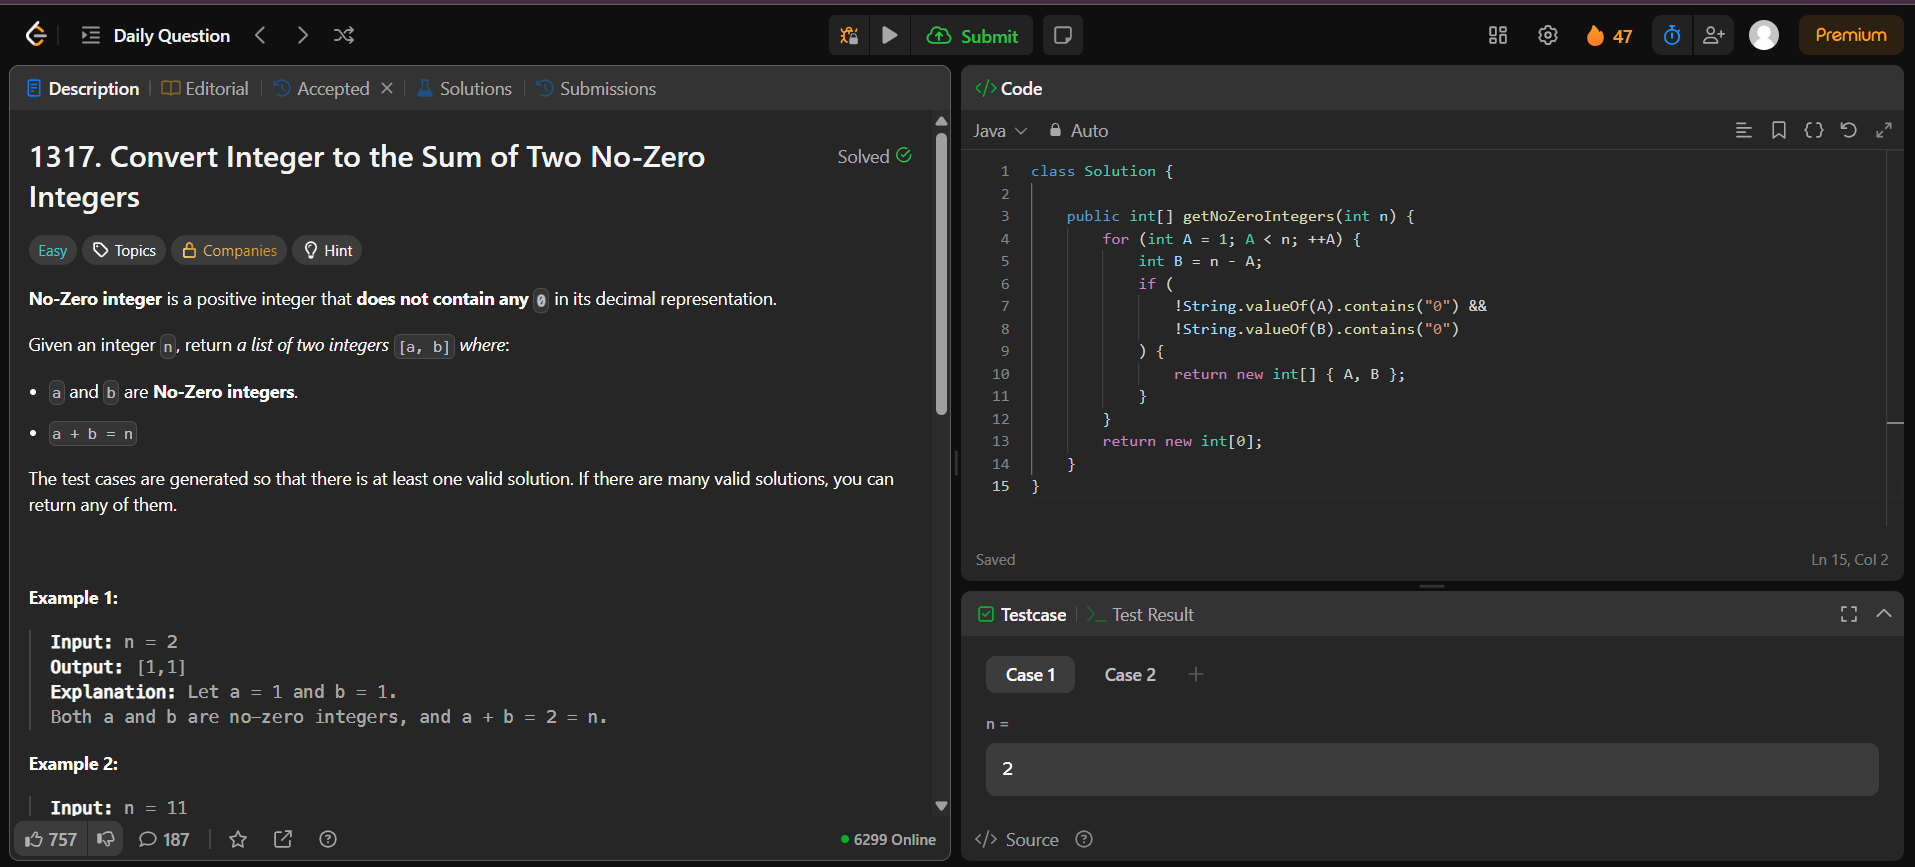 Daily Question
Submit
47
Premium
Description
Editorial
Accepted
Solutions
Submissions
1317. Convert Integer to the Sum of Two No-Zero
Integers
Solved
Easy
Topics
Companies
Hint
No-Zero integer is a positive integer that does not contain any 0 in its decimal representation.
Given an integer n, return a list of two integers [a, b] where:
• a and b are No-Zero integers.
• a + b = n
The test cases are generated so that there is at least one valid solution. If there are many valid solutions, you can
return any of them.
Example 1:
Input: n = 2
Output: [1,1]
Explanation: Let a = 1 and b = 1.
Both a and b are no-zero integers, and a + b = 2 = n.
Example 2:
Input: n = 11
757
187
6299 Online
</> Code
Java
Auto
1 class Solution {
2
3 public int[] getNoZeroIntegers(int n) {
4 for (int A = 1; A < n; ++A) {
5 int B = n - A;
6 if (
7 !String.valueOf(A).contains("0") &&
8 !String.valueOf(B).contains("0")
9 ) {
10 return new int[] { A, B };
11 }
12 }
13 return new int[0];
14 }
15 }
Saved
Ln 15, Col 2
Testcase
>_ Test Result
Case 1
Case 2
+
n =
2
</> Source